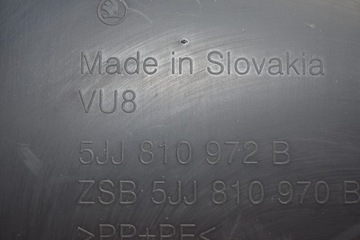 Made in Slovakia
VU8
5JJ 810 972 B
ZSB 5JJ 810 970 B
>PP+PE<